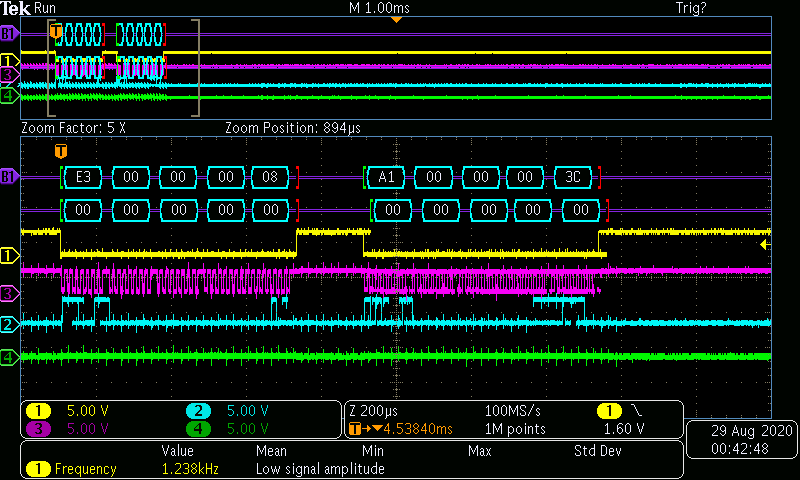 Tek Run M 1.00ms Trig?
B1 T
1
3
2
4
Zoom Factor: 5 X Zoom Position: 894µs
T
B1 E3 00 00 00 08 A1 00 00 00 3C
00 00 00 00 00 00 00 00 00 00
1
3
2
4
1 5.00 V 2 5.00 V Z 200µs 100MS/s 1
3 5.00 V 4 5.00 V T→▼4.53840ms 1M points 1.60 V
29 Aug 2020
00:42:48
Value Mean Min Max Std Dev
1 Frequency 1.238kHz Low signal amplitude